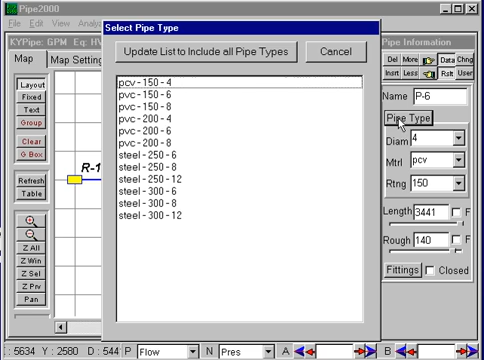 Pipe2000
File Edit View Analy
KYPipe: GPM Eq: HV
Map
Map Setting
Layout
Fixed
Text
Group
Clear
G Box
Refresh
Table
Z All
Z Win
Z Sel
Z Prv
Pan
R-1
Select Pipe Type
Update List to Include all Pipe Types
Cancel
pcv - 150 - 4
pvc - 150 - 6
pvc - 150 - 8
pvc - 200 - 4
pvc - 200 - 6
pvc - 200 - 8
steel - 250 - 6
steel - 250 - 8
steel - 250 - 12
steel - 300 - 6
steel - 300 - 8
steel - 300 - 12
Pipe Information
Del More Data Chng
Insrt Less Rslt User
Name P-6
Pipe Type
Diam 4
Mtrl pcv
Rtng 150
Length 3441 F
Rough 140 F
Fittings Closed
: 5634 Y : 2580 D : 544 P Flow N Pres A B